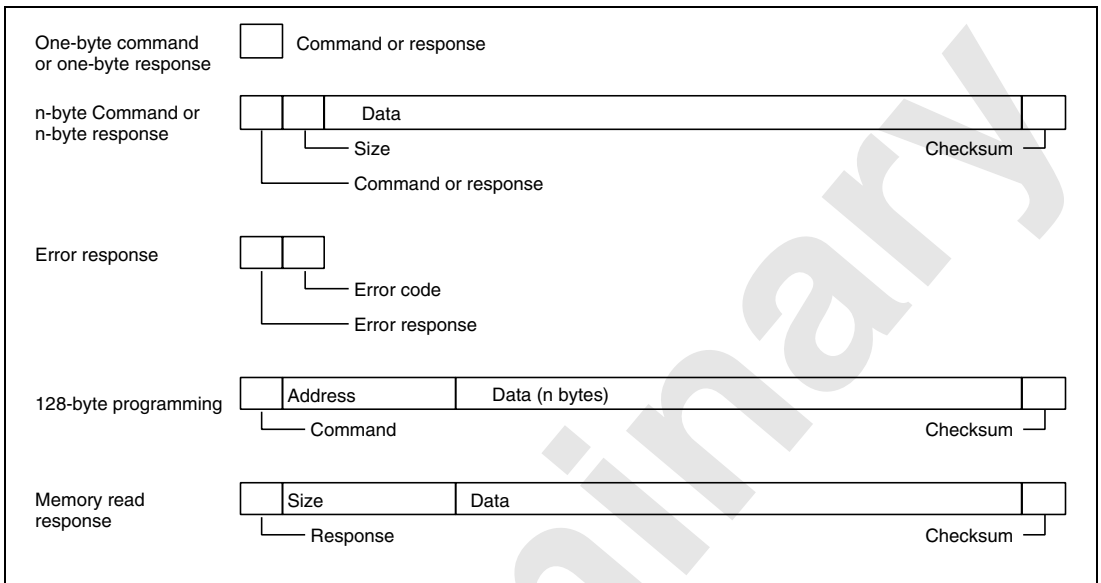 One-byte command
or one-byte response
Command or response
n-byte Command or
n-byte response
Data
Size
Checksum
Command or response
Error response
Error code
Error response
128-byte programming
Address
Data (n bytes)
Command
Checksum
Memory read
response
Size
Data
Response
Checksum
inary